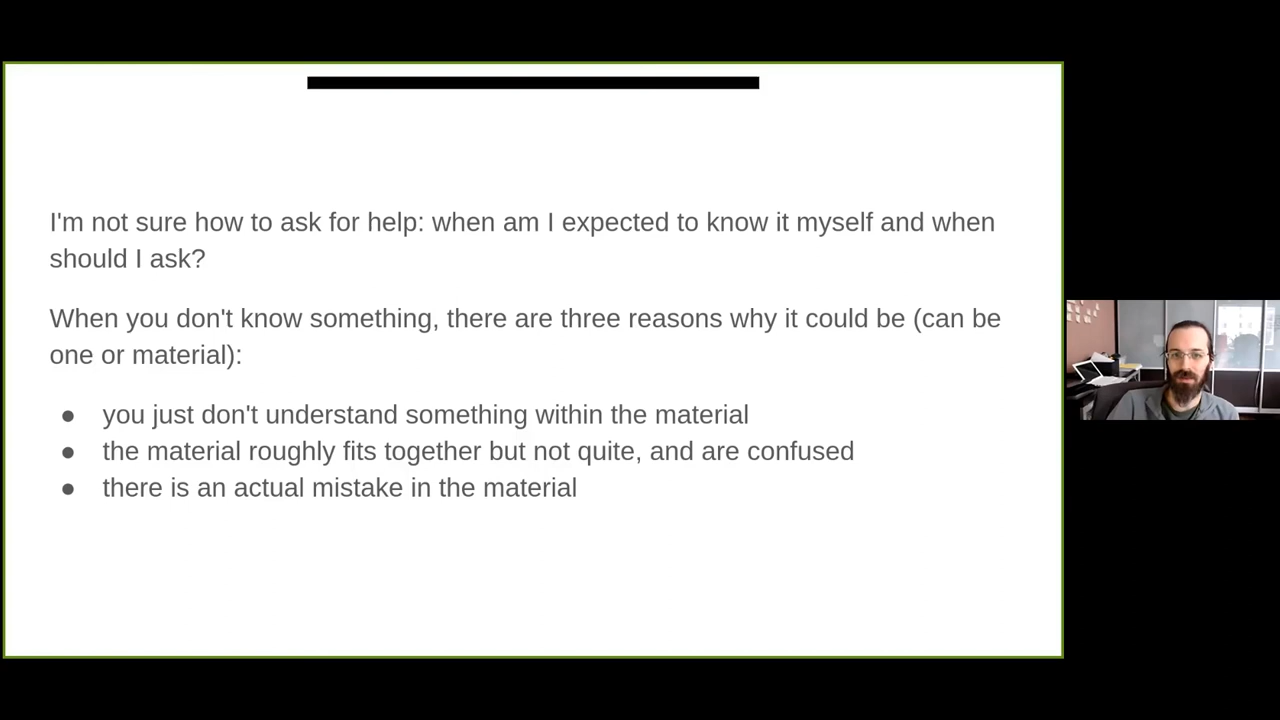 I'm not sure how to ask for help: when am I expected to know it myself and when
should I ask?
When you don't know something, there are three reasons why it could be (can be
one or material):
● you just don't understand something within the material
● the material roughly fits together but not quite, and are confused
● there is an actual mistake in the material